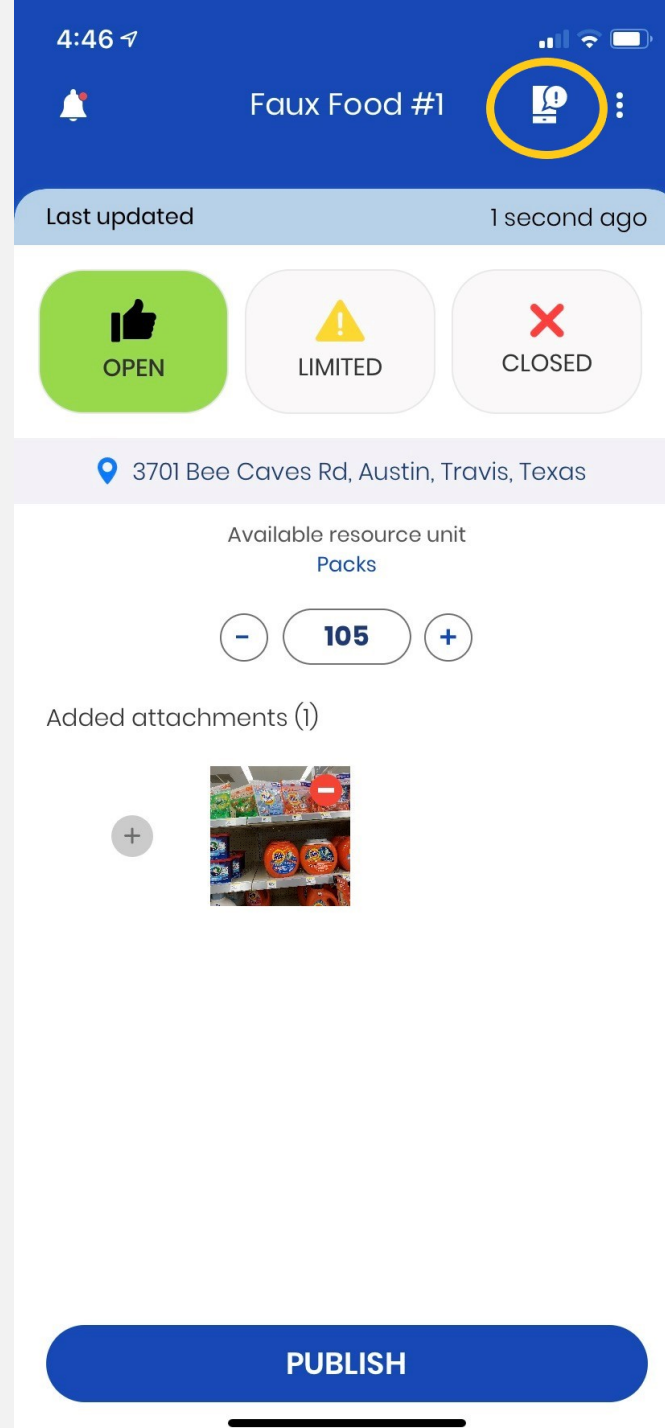 4:46
Faux Food #1
Last updated 1 second ago
OPEN LIMITED CLOSED
3701 Bee Caves Rd, Austin, Travis, Texas
Available resource unit
Packs
- 105 +
Added attachments (1)
+
PUBLISH